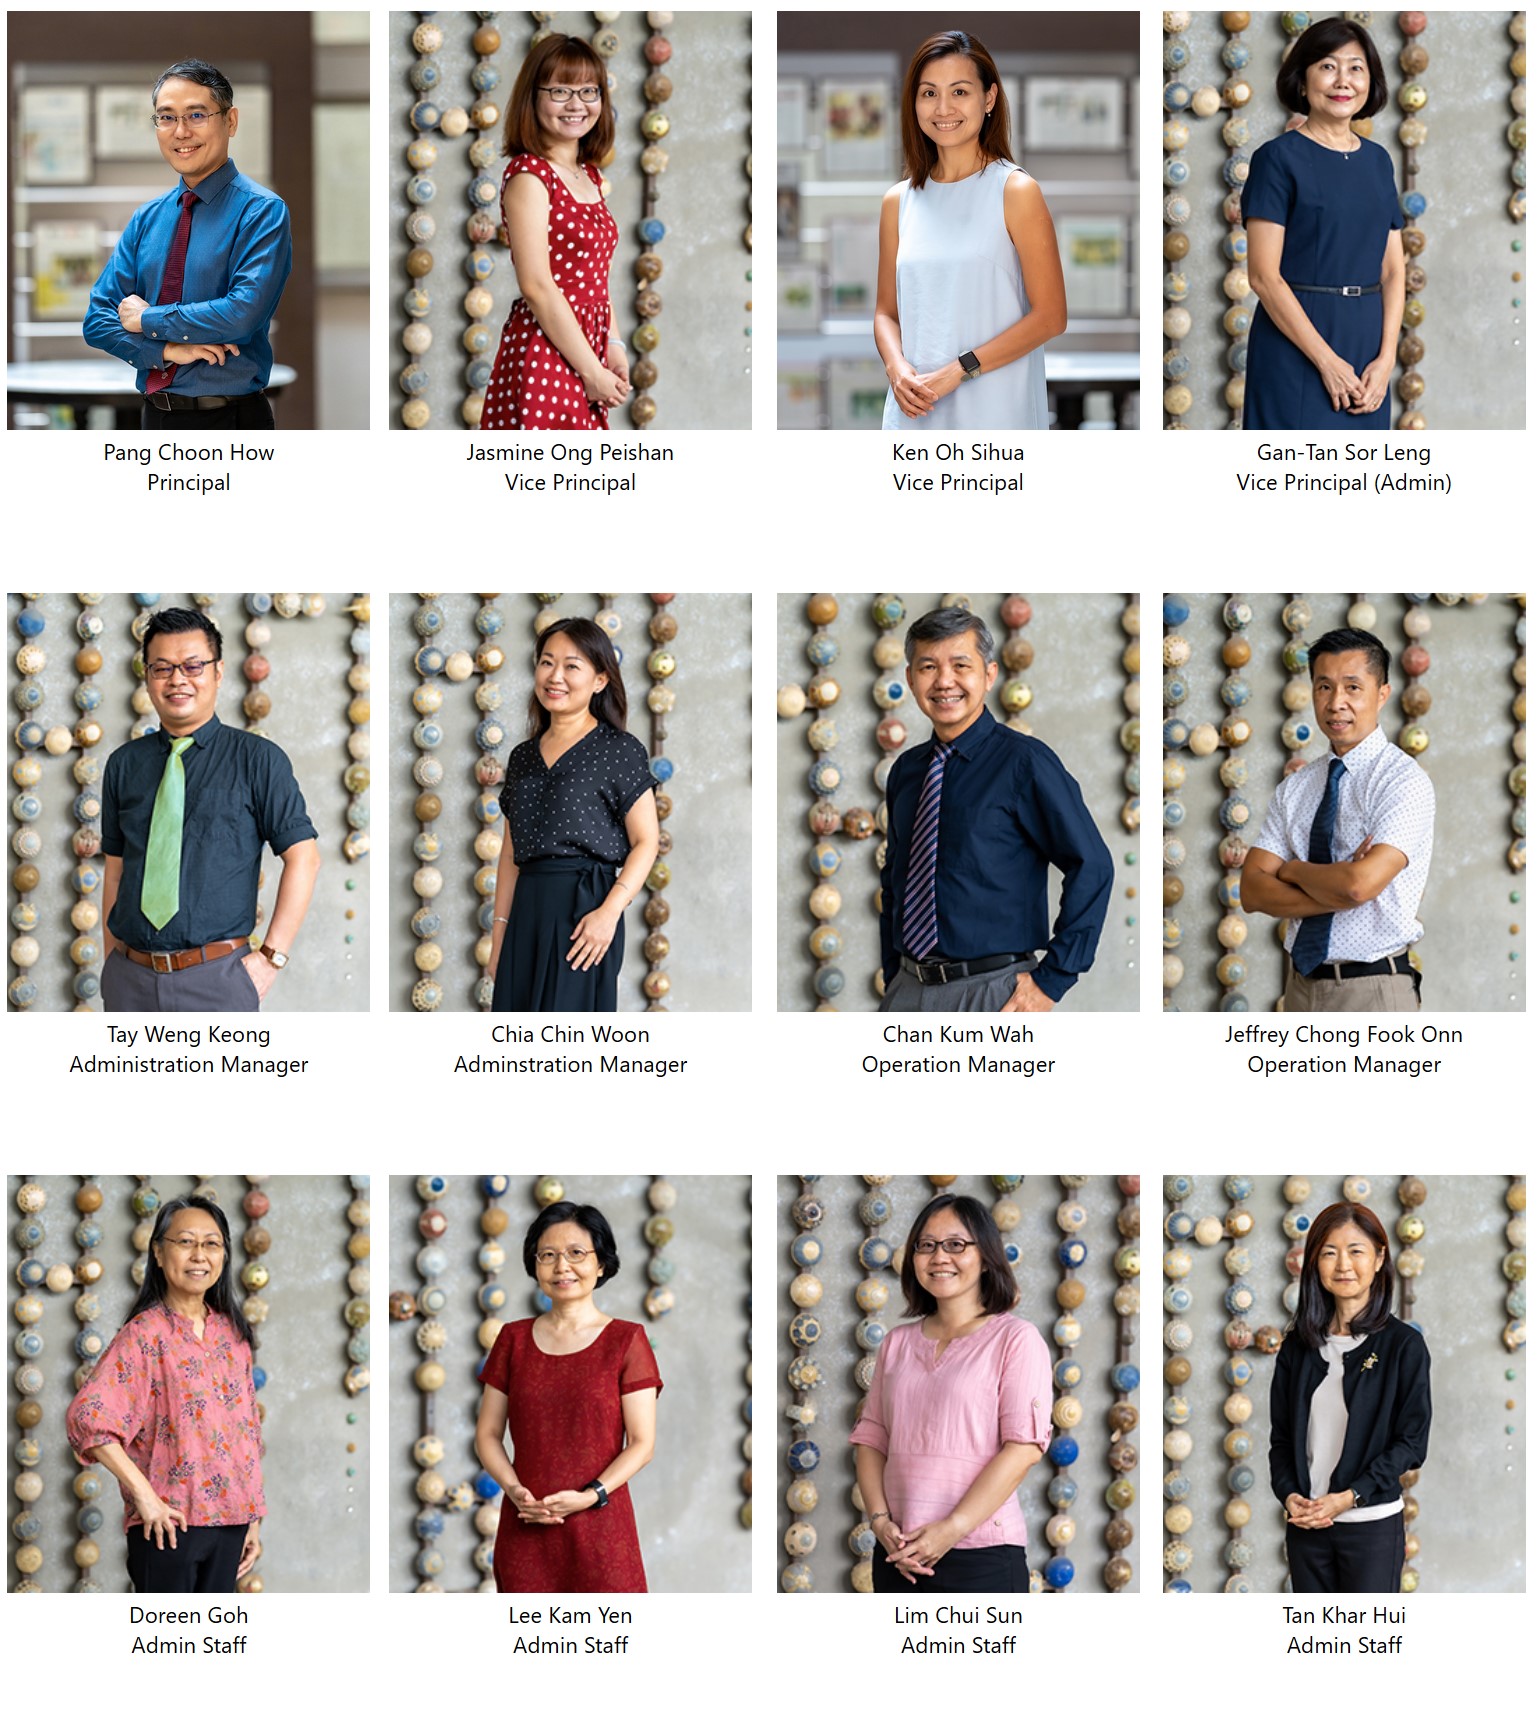 Pang Choon How
Principal
Jasmine Ong Peishan
Vice Principal
Ken Oh Sihua
Vice Principal
Gan-Tan Sor Leng
Vice Principal (Admin)
Tay Weng Keong
Administration Manager
Chia Chin Woon
Adminstration Manager
Chan Kum Wah
Operation Manager
Jeffrey Chong Fook Onn
Operation Manager
Doreen Goh
Admin Staff
Lee Kam Yen
Admin Staff
Lim Chui Sun
Admin Staff
Tan Khar Hui
Admin Staff